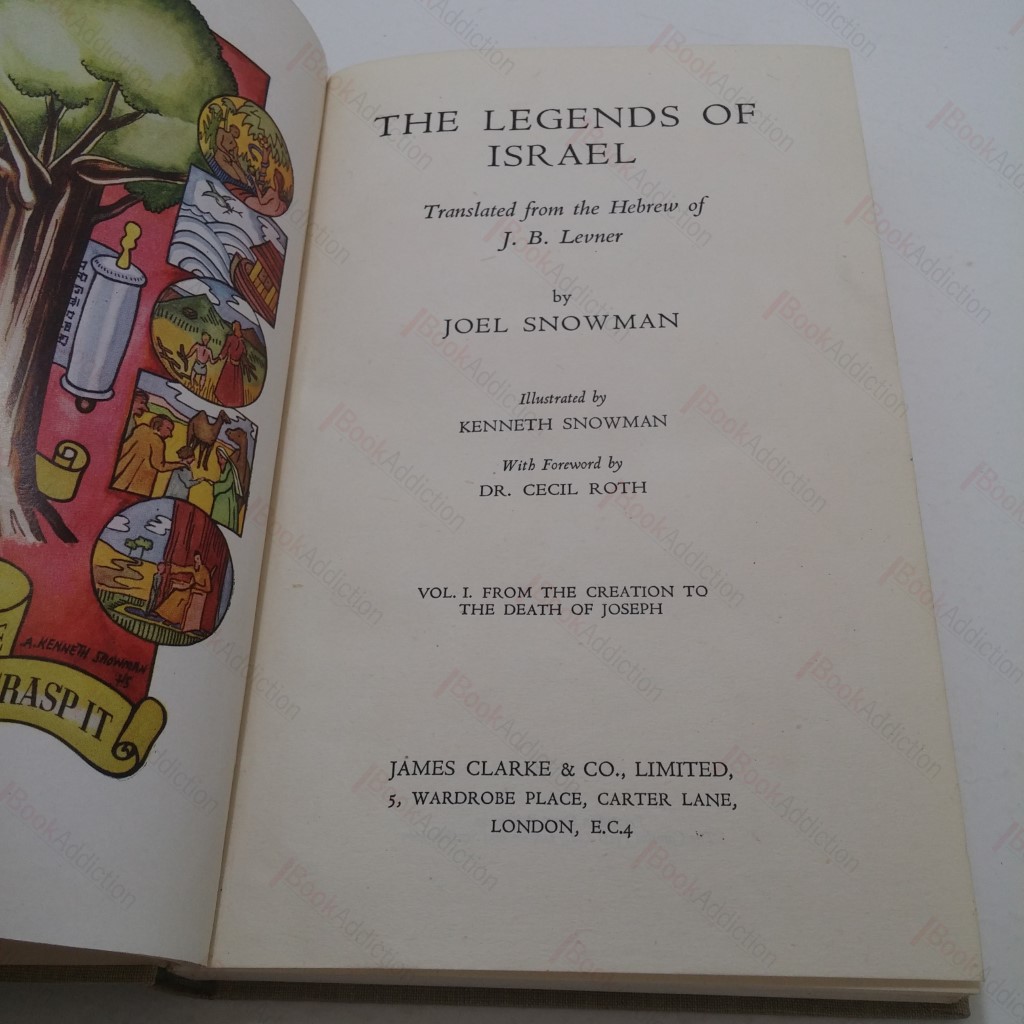 THE LEGENDS OF
ISRAEL
Translated from the Hebrew of
J. B. Levner
by
JOEL SNOWMAN
Illustrated by
KENNETH SNOWMAN
With Foreword by
DR. CECIL ROTH
VOL. I. FROM THE CREATION TO
THE DEATH OF JOSEPH
JAMES CLARKE & CO., LIMITED,
5, WARDROBE PLACE, CARTER LANE,
LONDON, E.C.4
A. KENNETH SNOWMAN
RASP IT
BookAddiction